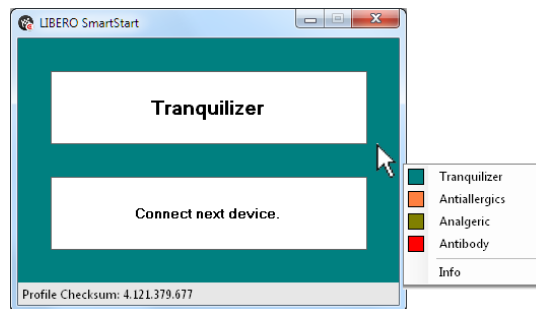 LIBERO SmartStart
Tranquilizer
Connect next device.
Tranquilizer
Antiallergics
Analgeric
Antibody
Info
Profile Checksum: 4.121.379.677